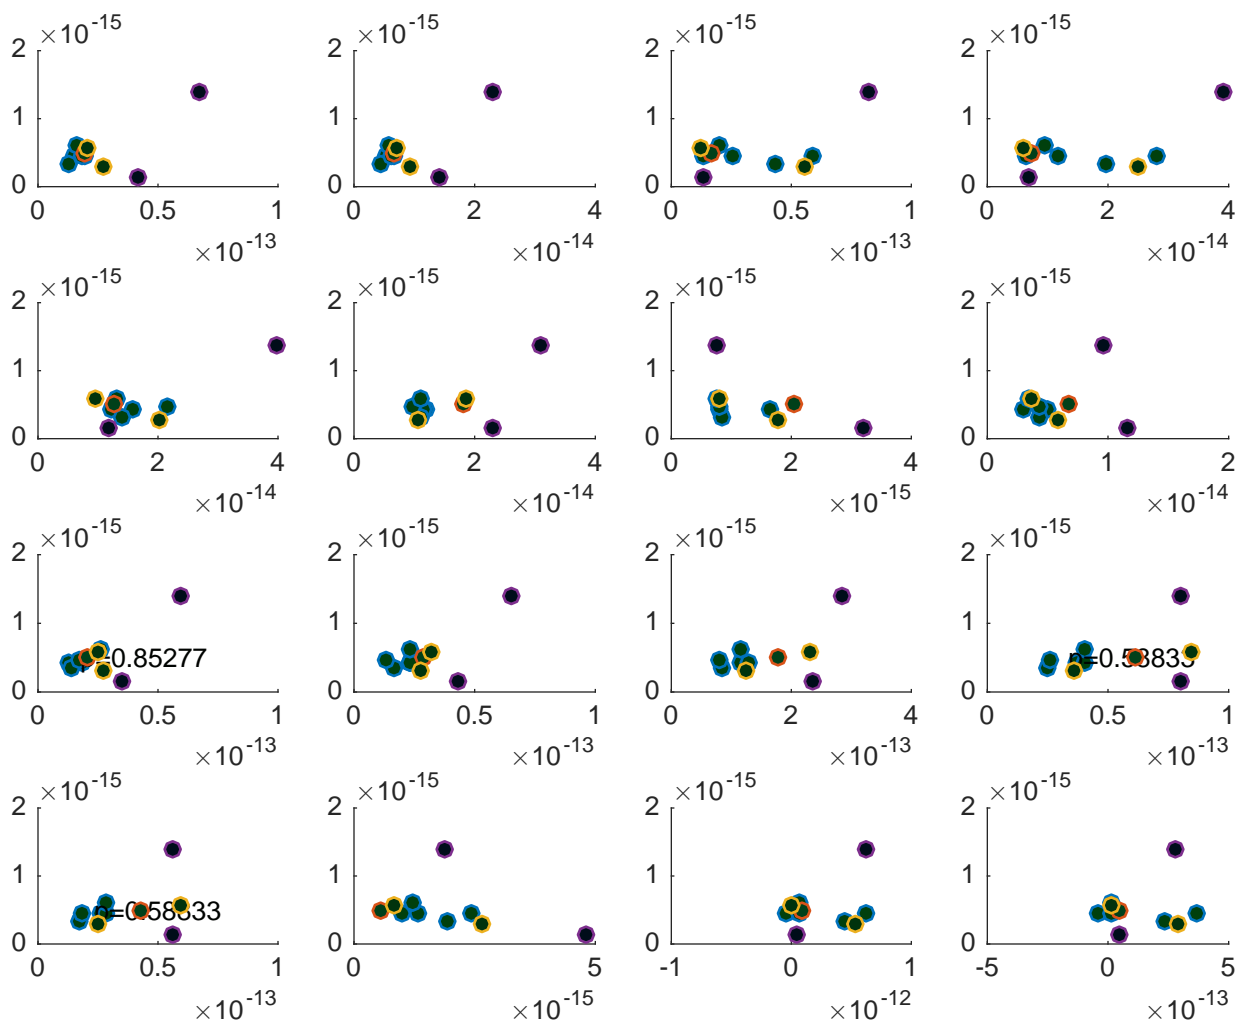 ×10-15 ×10-15 ×10-15 ×10-15
2 2 2 2
1 1 1 1
0 0 0 0
0 0.5 1 0 2 4 0 0.5 1 0 2 4
×10-13 ×10-14 ×10-13 ×10-14
×10-15 ×10-15 ×10-15 ×10-15
2 2 2 2
1 1 1 1
0 0 0 0
0 2 4 0 2 4 0 2 4 0 1 2
×10-14 ×10-14 ×10-15 ×10-14
×10-15 ×10-15 ×10-15 ×10-15
2 2 2 2
1 1 1 1
p=0.85277 p=0.58833
0 0 0 0
0 0.5 1 0 0.5 1 0 2 4 0 0.5 1
×10-13 ×10-13 ×10-13 ×10-13
×10-15 ×10-15 ×10-15 ×10-15
2 2 2 2
1 1 1 1
p=0.58833
0 0 0 0
0 0.5 1 0 5 -1 0 1 -5 0 5
×10-13 ×10-15 ×10-12 ×10-13